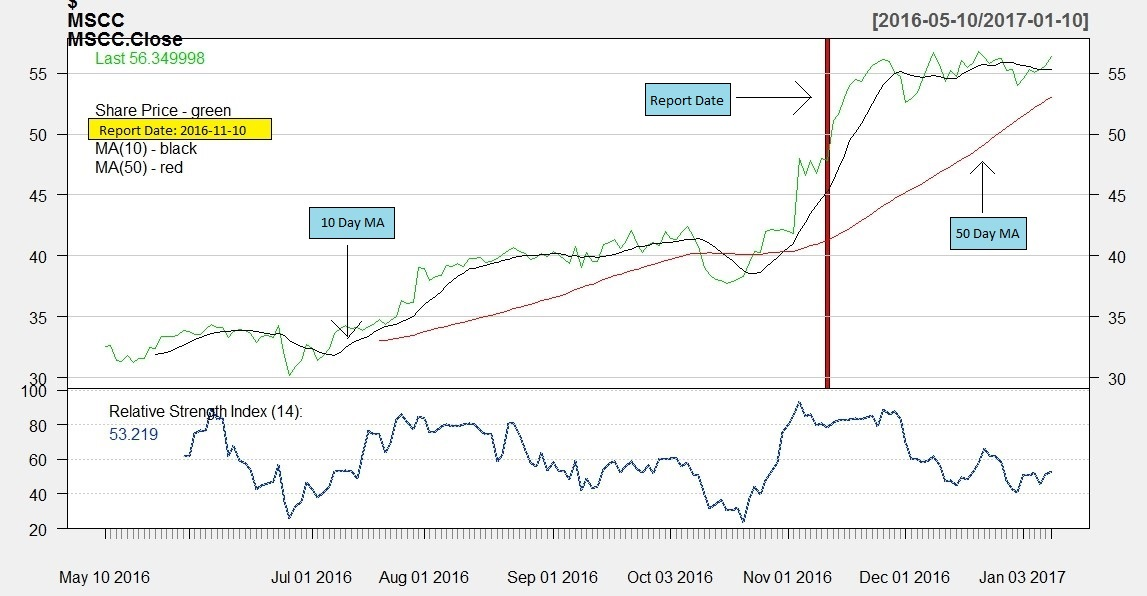 $
MSCC
[2016-05-10/2017-01-10]
MSCC.Close
Last 56.349998
55
55
Share Price - green
Report Date
Report Date: 2016-11-10
50
50
MA(10) - black
MA(50) - red
45
45
10 Day MA
50 Day MA
40
40
35
35
30
30
100
Relative Strength Index (14):
80
80
53.219
60
60
40
40
20
20
May 10 2016
Jul 01 2016
Aug 01 2016
Sep 01 2016
Oct 03 2016
Nov 01 2016
Dec 01 2016
Jan 03 2017